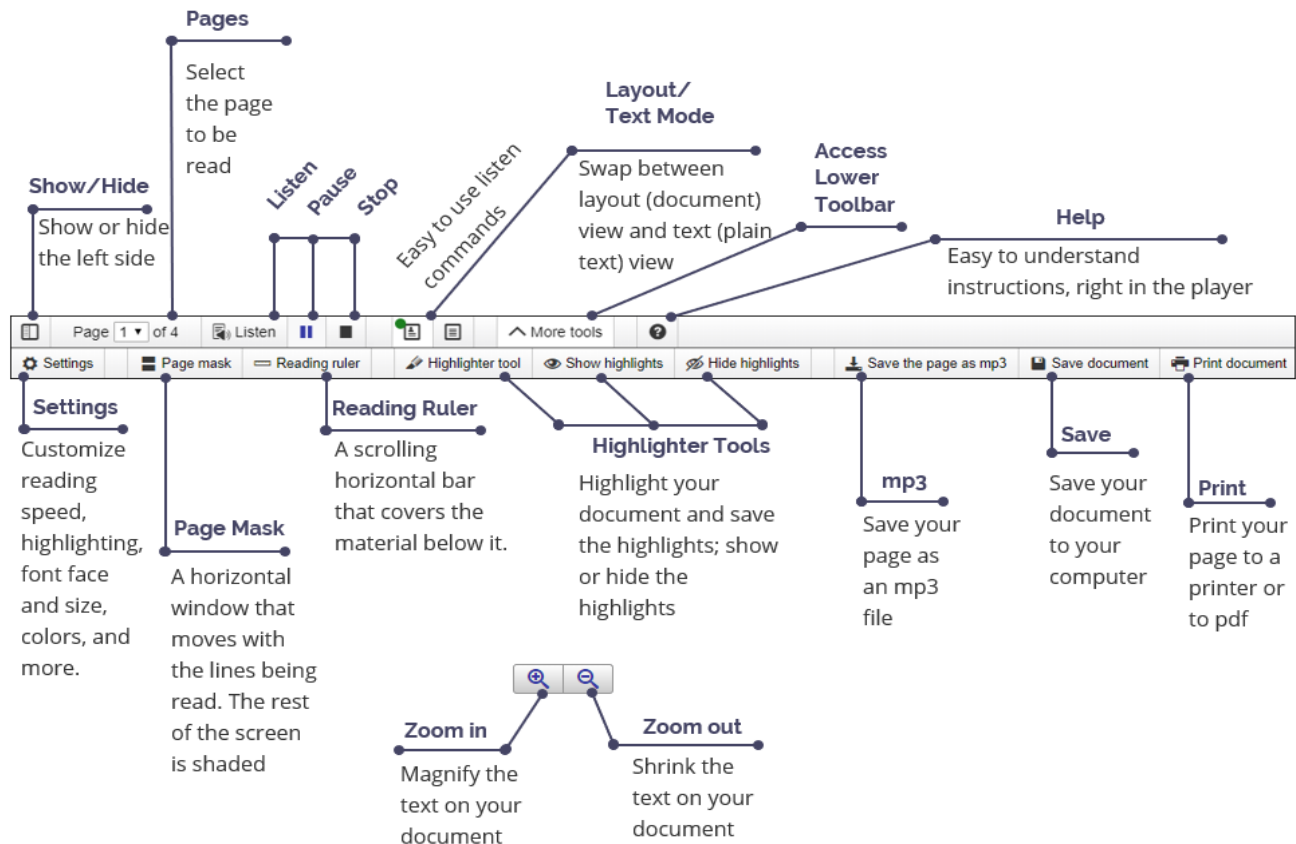 Pages
Select
the page
to be
read
Show/Hide
Show or hide
the left side
Listen
Pause
Stop
Easy to use listen
commands
Layout/
Text Mode
Swap between
layout (document)
view and text (plain
text) view
Access
Lower
Toolbar
Help
Easy to understand
instructions, right in the player
Page 1 of 4 Listen More tools
Settings Page mask Reading ruler Highlighter tool Show highlights Hide highlights Save the page as mp3 Save document Print document
Settings
Customize
reading
speed,
highlighting,
font face
and size,
colors, and
more.
Page Mask
A horizontal
window that
moves with
the lines being
read. The rest
of the screen
is shaded
Reading Ruler
A scrolling
horizontal bar
that covers the
material below it.
Highlighter Tools
Highlight your
document and save
the highlights; show
or hide the
highlights
mp3
Save your
page as
an mp3
file
Save
Save your
document
to your
computer
Print
Print your
page to a
printer or
to pdf
Zoom in
Magnify the
text on your
document
Zoom out
Shrink the
text on your
document